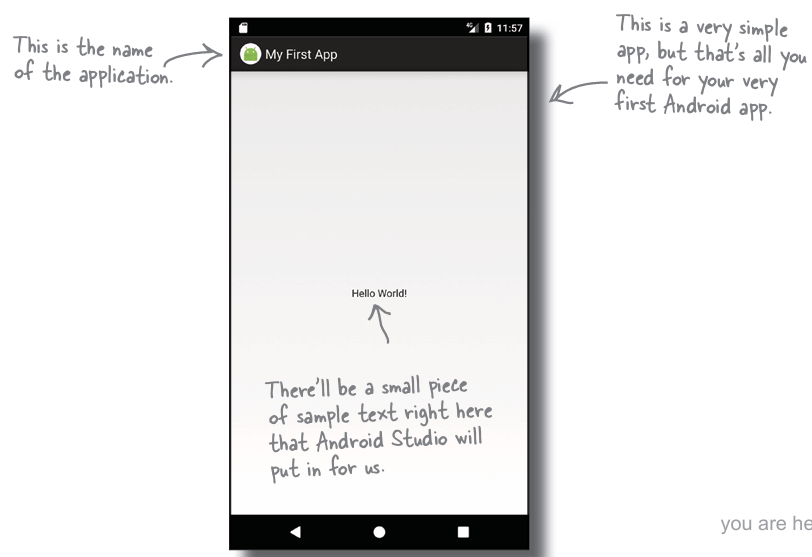 This is the name
of the application.
4G 11:57
My First App
This is a very simple
app, but that's all you
need for your very
first Android app.
Hello World!
There'll be a small piece
of sample text right here
that Android Studio will
put in for us.
you are he